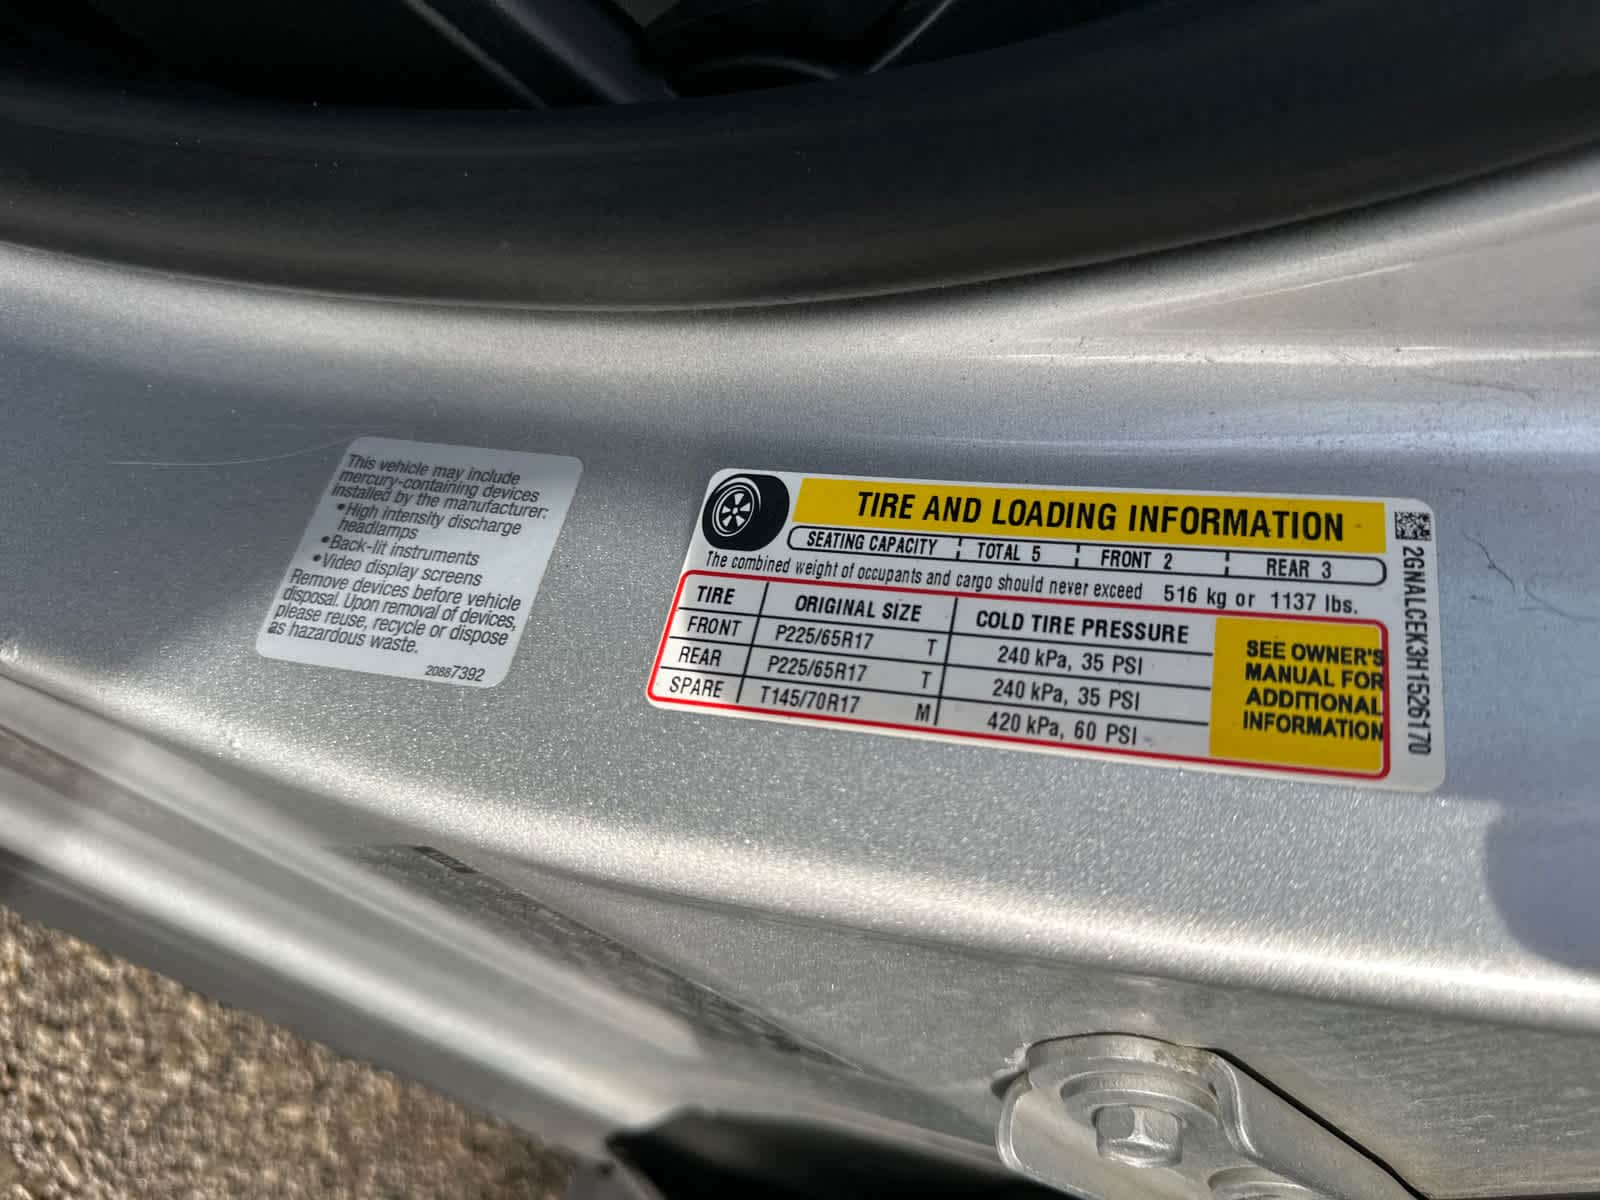 This vehicle may include
mercury-containing devices
installed by the manufacturer:
•High intensity discharge
headlamps
•Back-lit instruments
•Video display screens
Remove devices before vehicle
disposal. Upon removal of devices,
please reuse, recycle or dispose
as hazardous waste.
20887392
TIRE AND LOADING INFORMATION
SEATING CAPACITY TOTAL 5 FRONT 2 REAR 3
The combined weight of occupants and cargo should never exceed 516 kg or 1137 lbs.
TIRE ORIGINAL SIZE COLD TIRE PRESSURE
FRONT P225/65R17 T 240 kPa, 35 PSI
REAR P225/65R17 T 240 kPa, 35 PSI
SPARE T145/70R17 M 420 kPa, 60 PSI
SEE OWNER'S
MANUAL FOR
ADDITIONAL
INFORMATION
2GNALCEK3H1526170